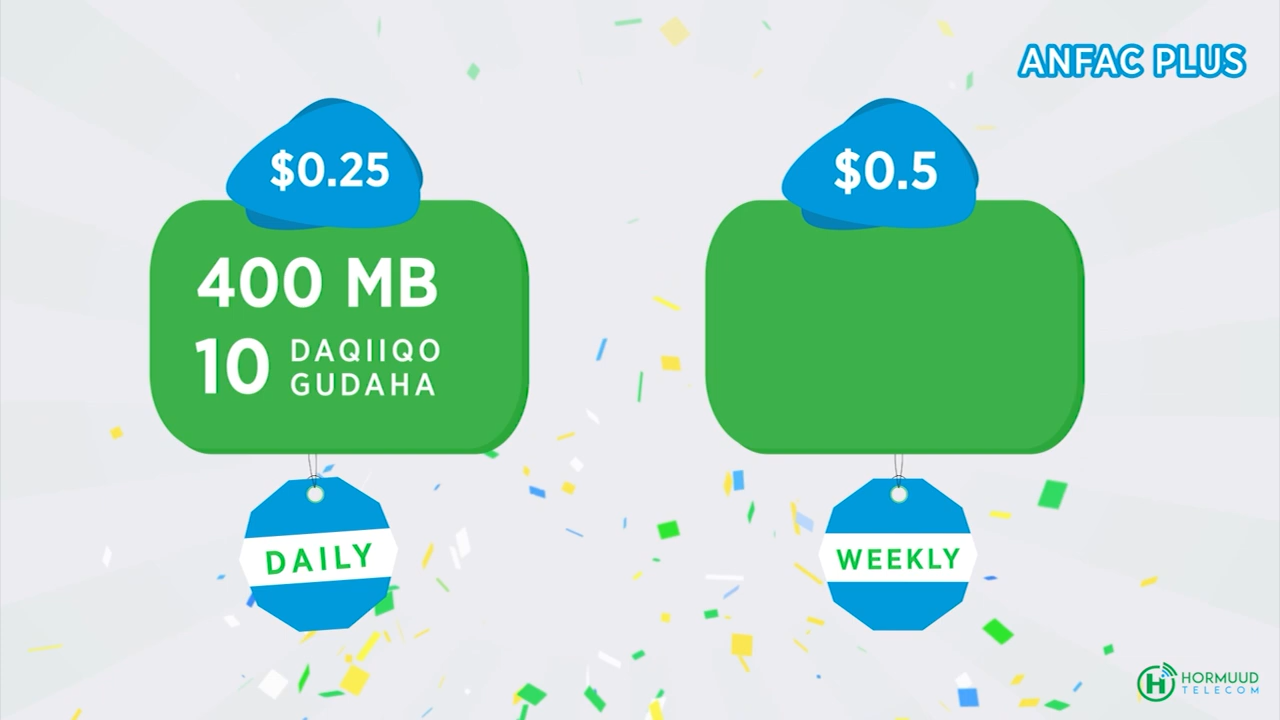 ANFAC PLUS
$0.25
400 MB
10 DAQIIQO
GUDAHA
DAILY
$0.5
WEEKLY
HORMUUD
TELECOM